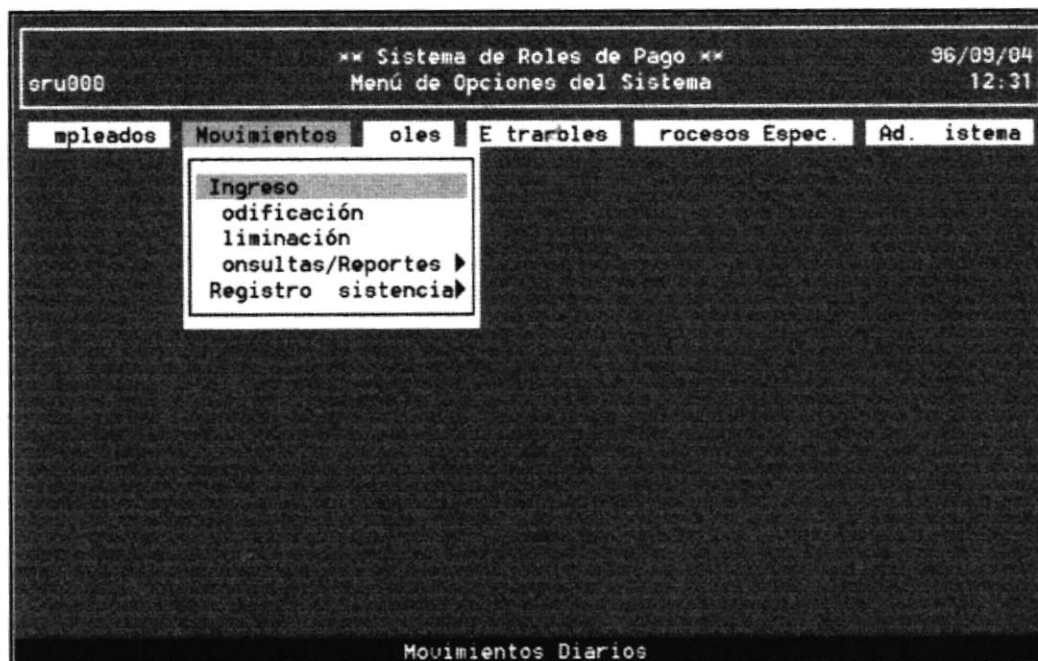 ** Sistema de Roles de Pago ** 96/09/04
sru000 Menú de Opciones del Sistema 12:31
mpleados Movimientos oles E trarbles rocesos Espec. Ad. istema
Ingreso
odificación
liminación
onsultas/Reportes ▶
Registro sistencia▶
Movimientos Diarios